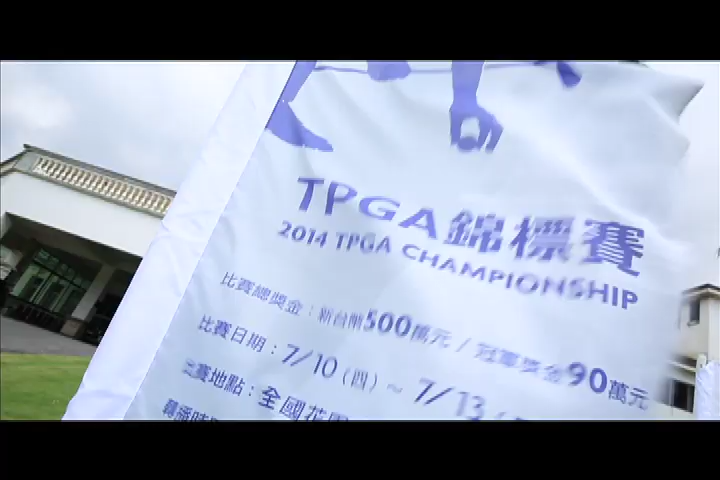 TPGA錦標賽
2014 TPGA CHAMPIONSHIP
比賽總獎金：新台幣500萬元 / 冠軍獎金90萬元
比賽日期：7/10（四）~ 7/13（
比賽地點：全國花園